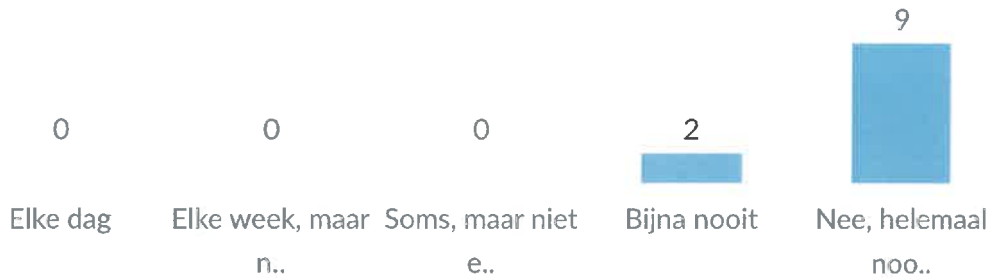 9
0 0 0 2
Elke dag Elke week, maar Soms, maar niet Bijna nooit Nee, helemaal
n.. e.. noo..